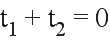 t₁ + t₂ = 0